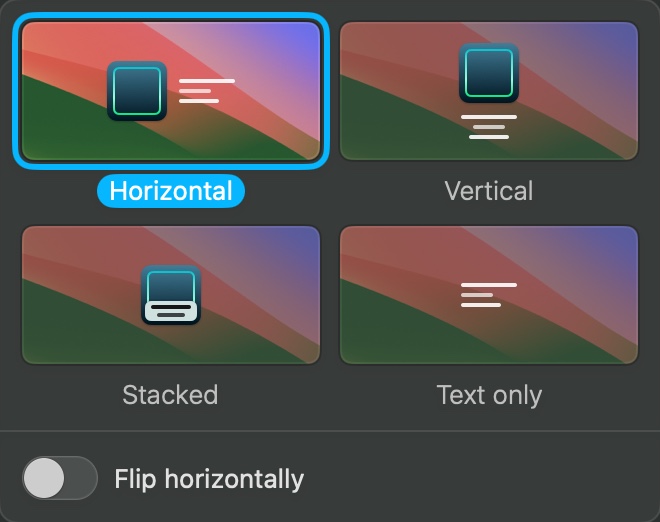 Horizontal
Vertical
Stacked
Text only
Flip horizontally